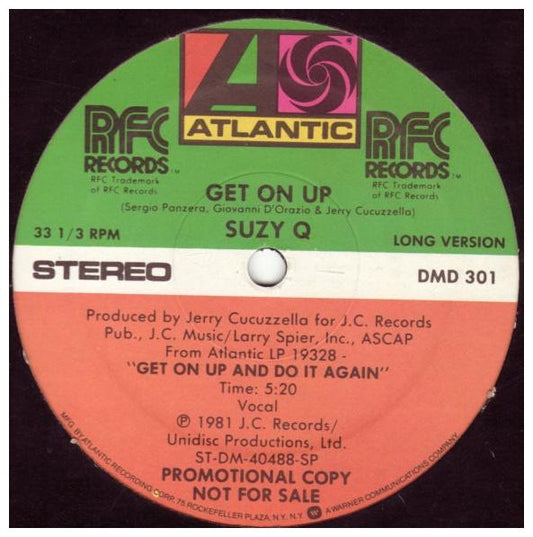 ATLANTIC
RFC
RECORDS™
RFC Trademark
of RFC Records
RFC
RECORDS™
RFC Trademark
of RFC Records
GET ON UP
(Sergio Panzera, Giovanni D'Orazio & Jerry Cucuzzella)
SUZY Q
33 1/3 RPM
LONG VERSION
STEREO
DMD 301
Produced by Jerry Cucuzzella for J.C. Records
Pub., J.C. Music/Larry Spier, Inc., ASCAP
From Atlantic LP 19328 -
"GET ON UP AND DO IT AGAIN"
Time: 5:20
Vocal
℗ 1981 J.C. Records/
Unidisc Productions, Ltd.
ST-DM-40488-SP
PROMOTIONAL COPY
NOT FOR SALE
MFG. BY ATLANTIC RECORDING CORP. 75 ROCKEFELLER PLAZA, N.Y. N.Y. W A WARNER COMMUNICATIONS COMPANY